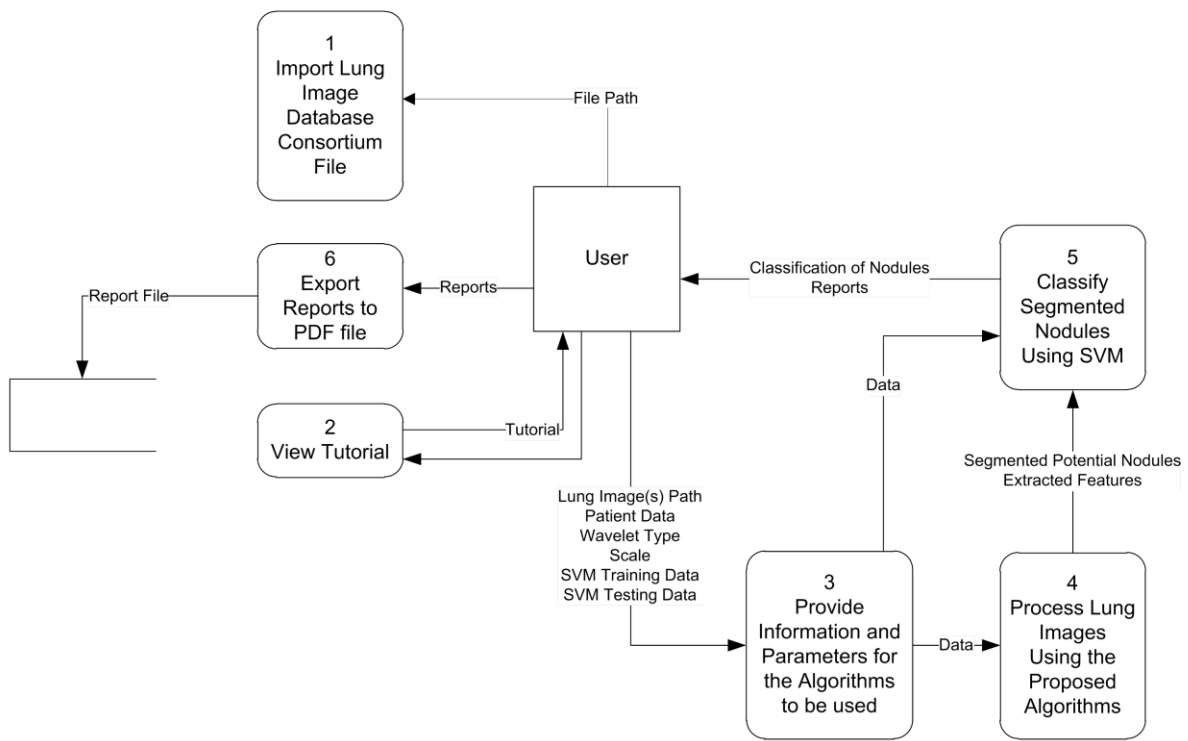 1
Import Lung
Image
Database
Consortium
File
File Path
User
6
Export
Reports to
PDF file
Reports
Report File
2
View Tutorial
Tutorial
Classification of Nodules
Reports
5
Classify
Segmented
Nodules
Using SVM
Data
Segmented Potential Nodules
Extracted Features
Lung Image(s) Path
Patient Data
Wavelet Type
Scale
SVM Training Data
SVM Testing Data
3
Provide
Information and
Parameters for
the Algorithms
to be used
Data
4
Process Lung
Images
Using the
Proposed
Algorithms